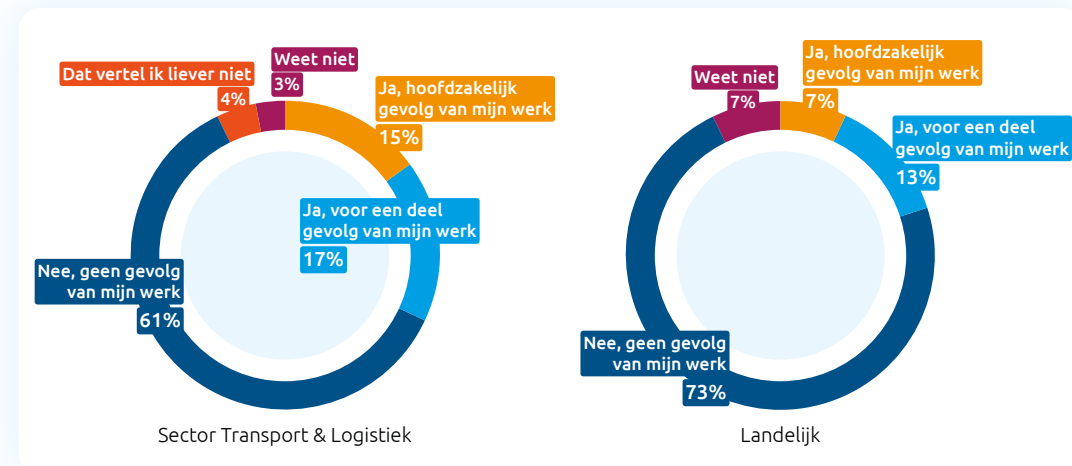 Weet niet
3%
Dat vertel ik liever niet
4%
Ja, hoofdzakelijk
gevolg van mijn werk
15%
Ja, voor een deel
gevolg van mijn werk
17%
Nee, geen gevolg
van mijn werk
61%
Sector Transport & Logistiek
Weet niet
7%
Ja, hoofdzakelijk
gevolg van mijn werk
7%
Ja, voor een deel
gevolg van mijn werk
13%
Nee, geen gevolg
van mijn werk
73%
Landelijk